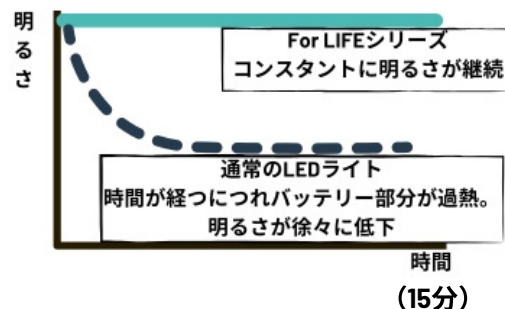 明るさ
For LIFEシリーズ
コンスタントに明るさが継続
通常のLEDライト
時間が経つにつれバッテリー部分が過熱。
明るさが徐々に低下
時間
（15分）